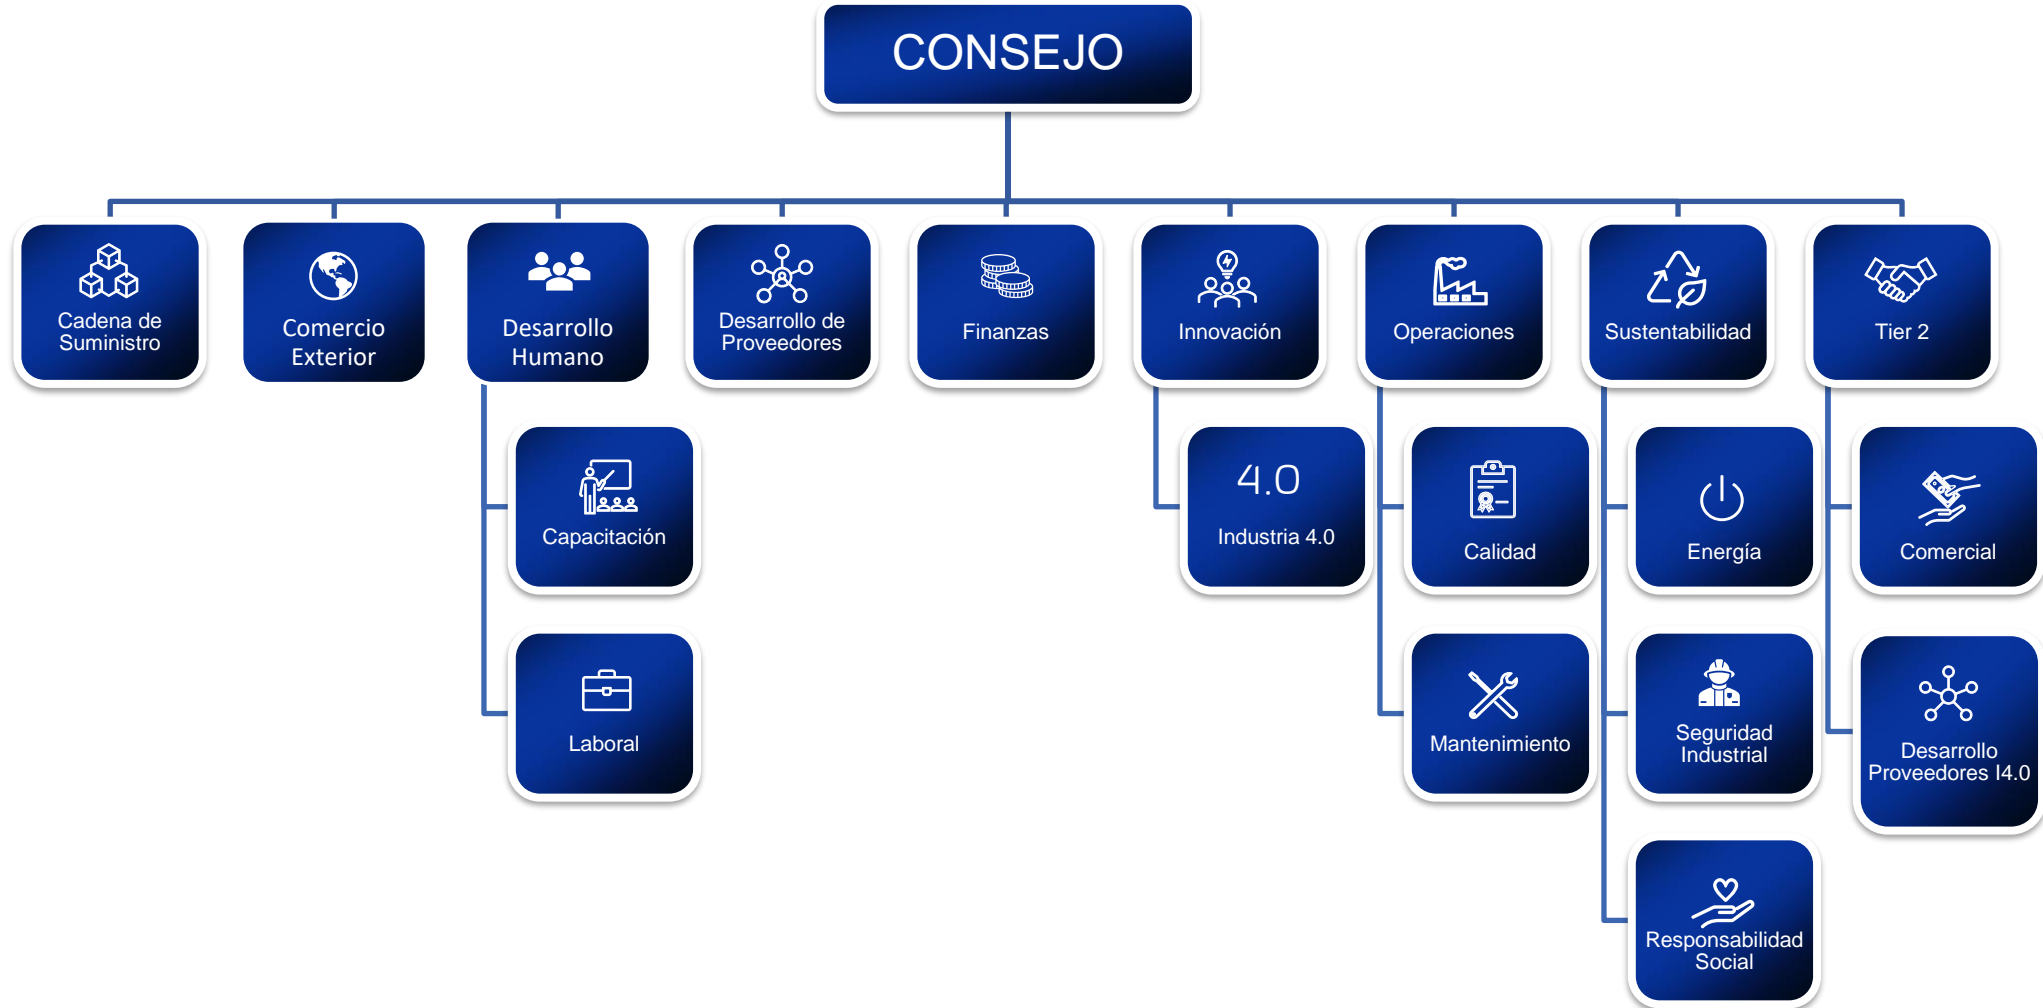 CONSEJO
Cadena de
Suministro
Comercio
Exterior
Desarrollo
Humano
Desarrollo de
Proveedores
Finanzas
Innovación
Operaciones
Sustentabilidad
Tier 2
Capacitación
4.0
Industria 4.0
Calidad
Energía
Comercial
Laboral
Mantenimiento
Seguridad
Industrial
Desarrollo
Proveedores I4.0
Responsabilidad
Social